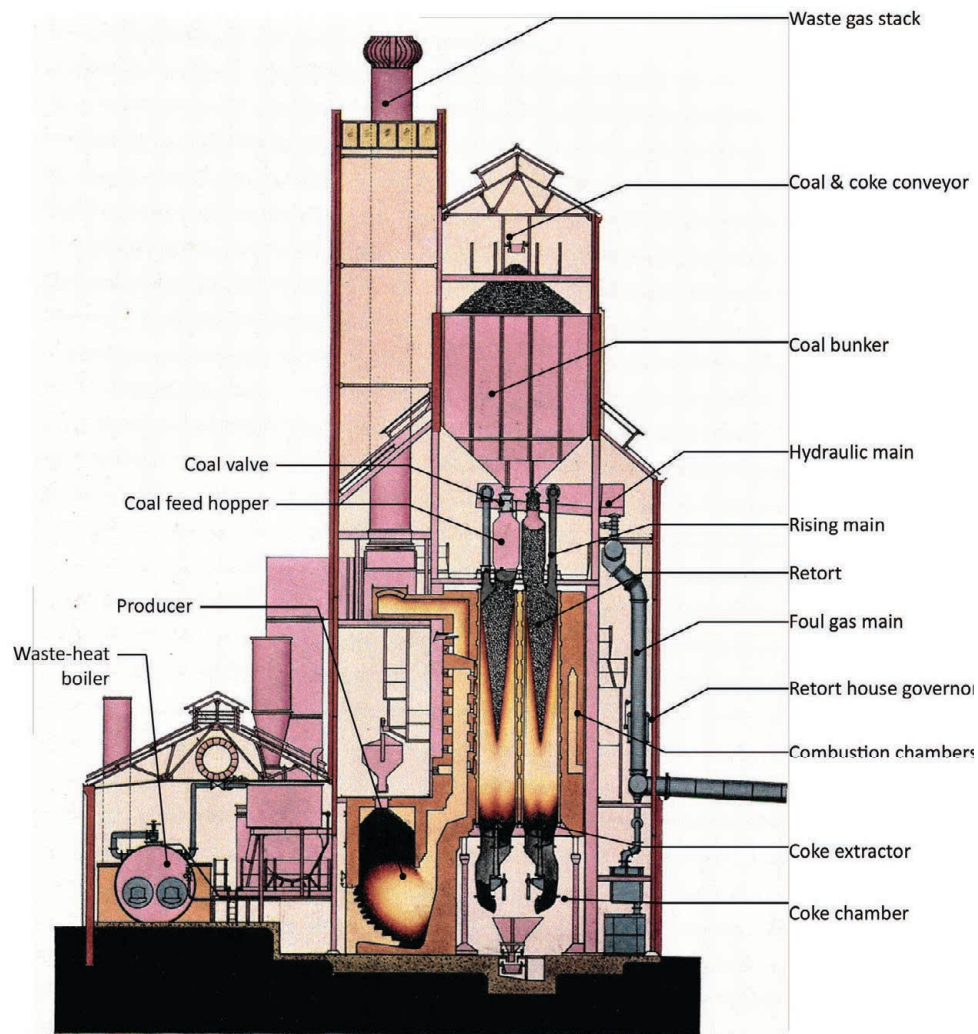 Waste gas stack
Coal & coke conveyor
Coal bunker
Hydraulic main
Coal valve
Coal feed hopper
Rising main
Retort
Producer
Foul gas main
Waste-heat
boiler
Retort house governor
Combustion chambers
Coke extractor
Coke chamber